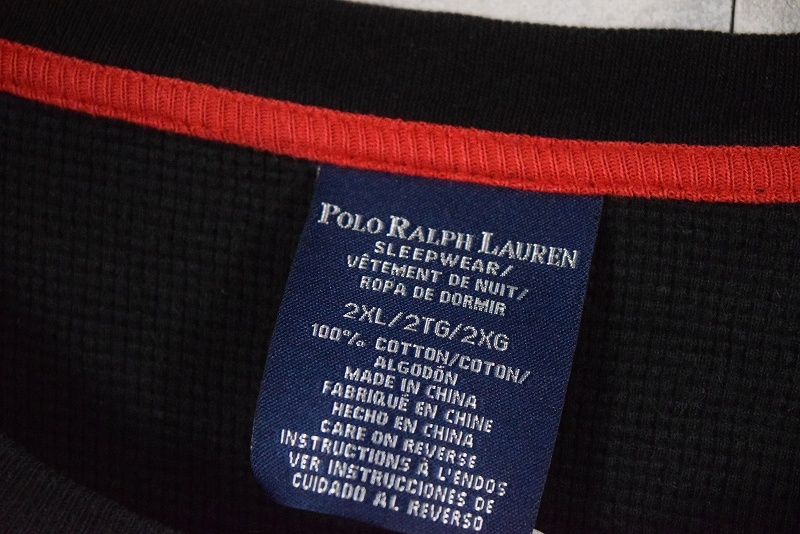 POLO RALPH LAUREN
SLEEPWEAR/
VÊTEMENT DE NUIT/
ROPA DE DORMIR
2XL/2TG/2XG
100% COTTON/COTON/
ALGODÓN
MADE IN CHINA
FABRIQUÉ EN CHINE
HECHO EN CHINA
CARE ON REVERSE
INSTRUCTIONS À L'ENDOS
VER INSTRUCCIONES DE
CUIDADO AL REVERSO